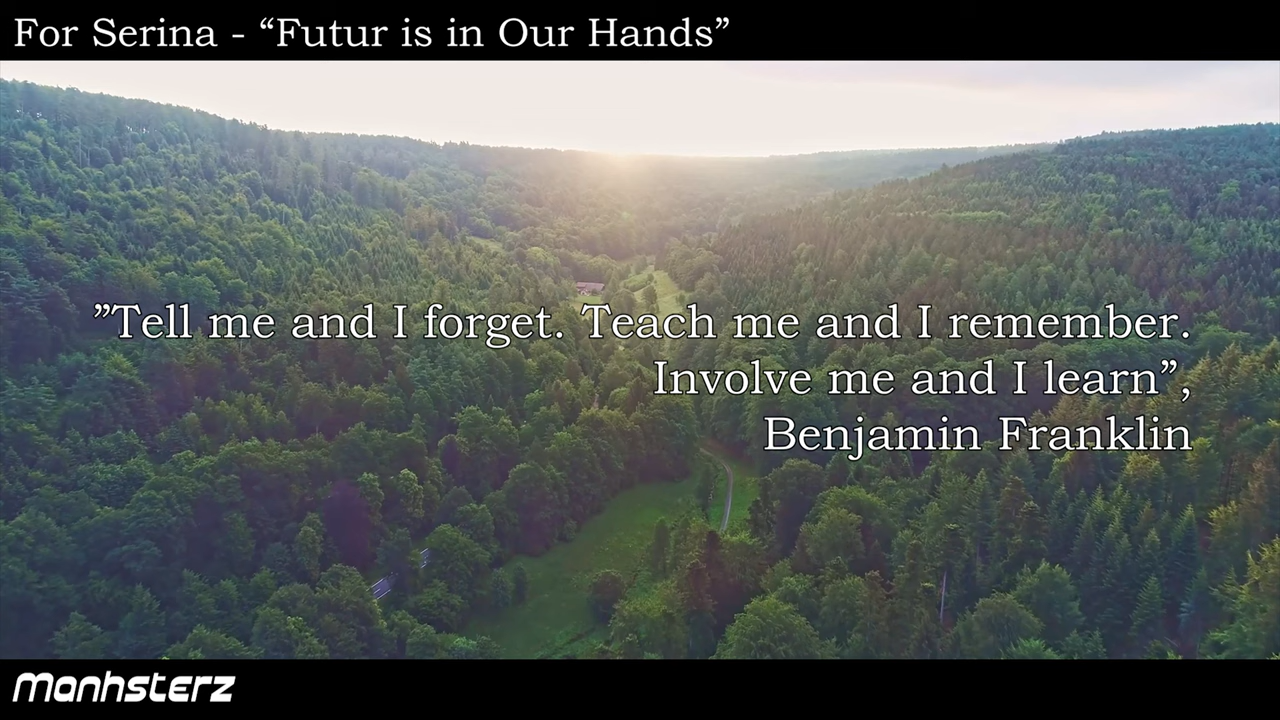 For Serina - “Futur is in Our Hands”
”Tell me and I forget. Teach me and I remember.
Involve me and I learn”,
Benjamin Franklin
Manhsterz